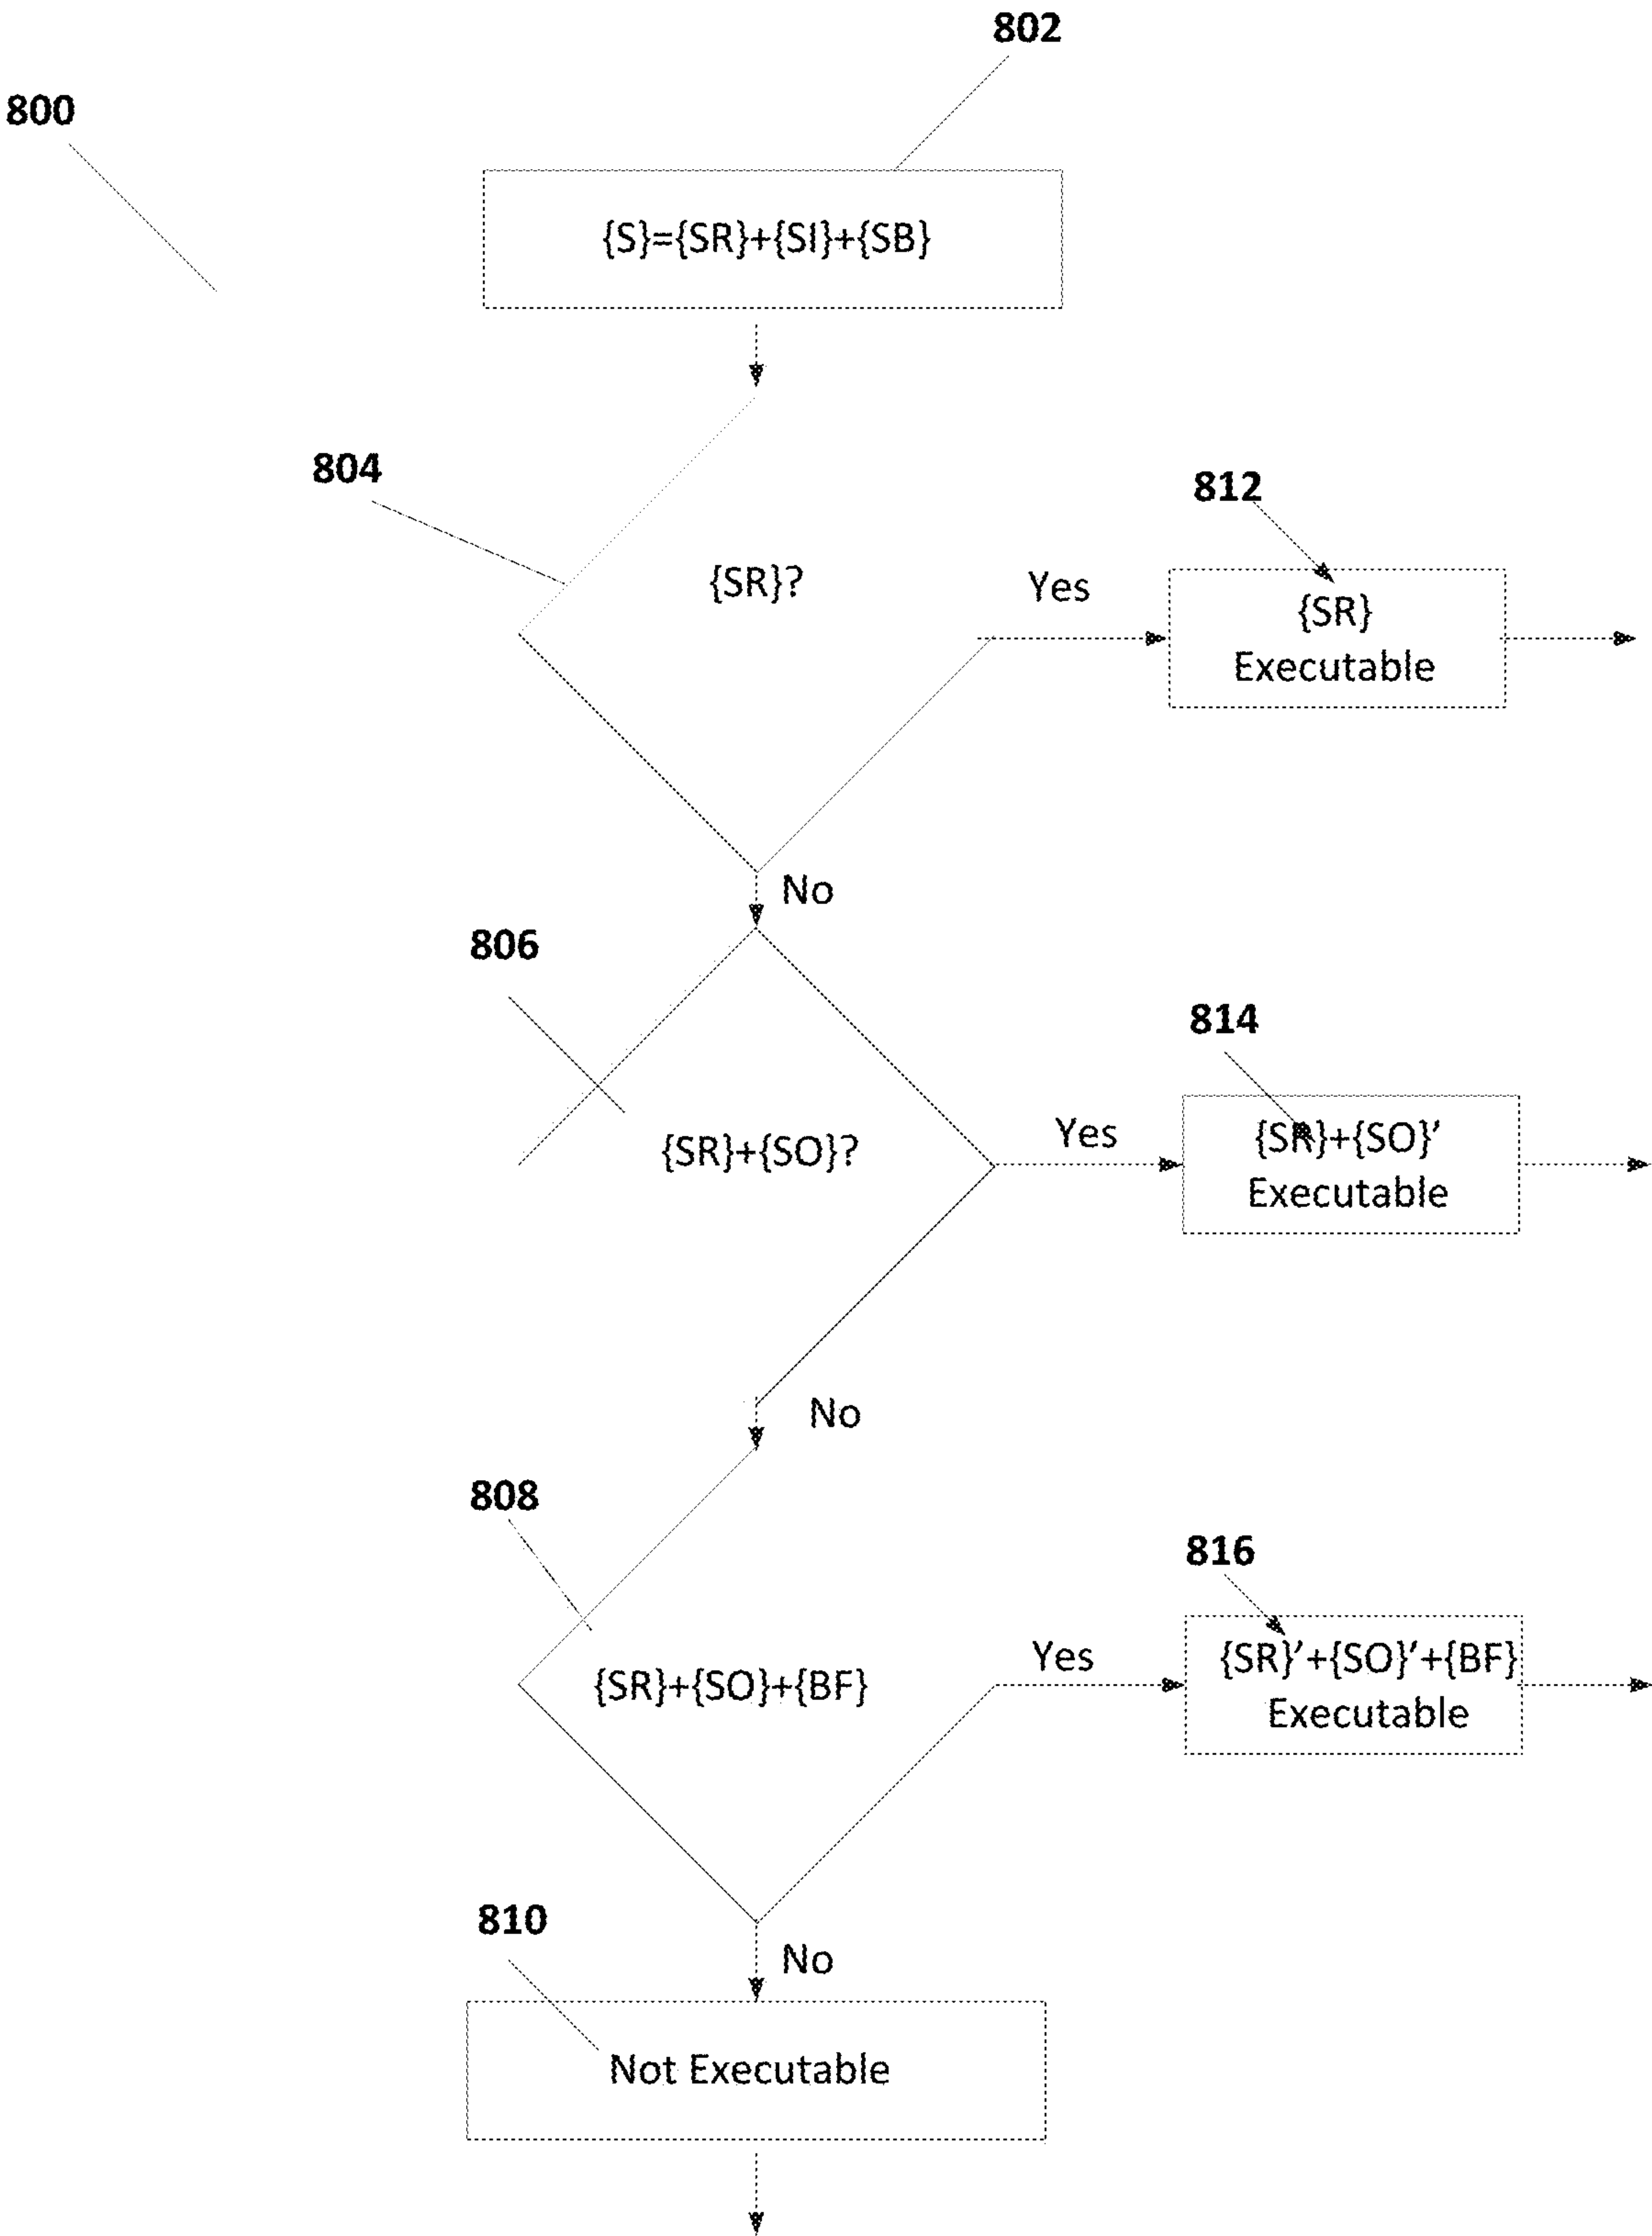 802
800
{S}={SR}+{SI}+{SB}
804
812
{SR}?
Yes
{SR}
Executable
No
806
814
{SR}+{SO}?
Yes
{SR}+{SO}’
Executable
No
808
816
{SR}+{SO}+{BF}
Yes
{SR}’+{SO}’+{BF}
Executable
810
No
Not Executable